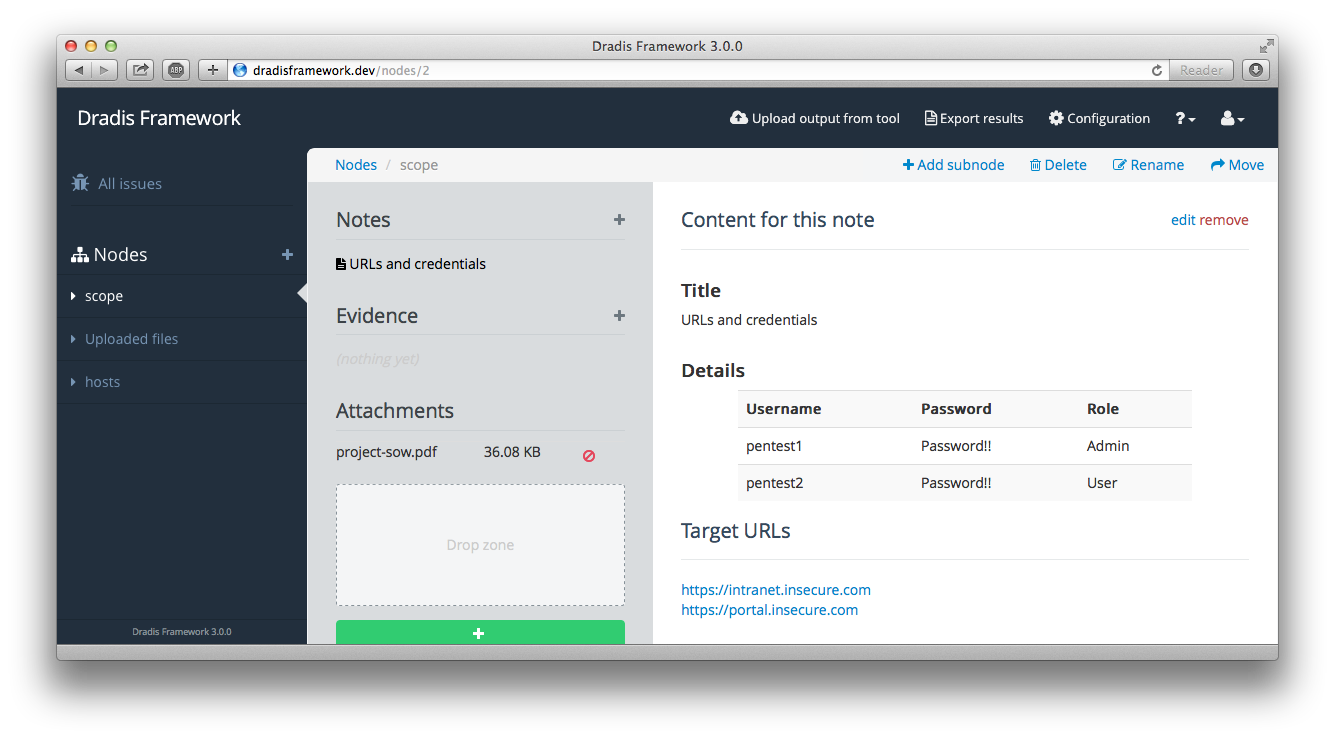 Dradis Framework 3.0.0
ABP
dradisframework.dev/nodes/2
Reader
Dradis Framework
Upload output from tool
Export results
Configuration
?
All issues
Nodes
scope
Uploaded files
hosts
Dradis Framework 3.0.0
Nodes / scope
Add subnode
Delete
Rename
Move
Notes
URLs and credentials
Evidence
(nothing yet)
Attachments
project-sow.pdf 36.08 KB
Drop zone
Content for this note
edit remove
Title
URLs and credentials
Details
Username Password Role
pentest1 Password!! Admin
pentest2 Password!! User
Target URLs
https://intranet.insecure.com
https://portal.insecure.com